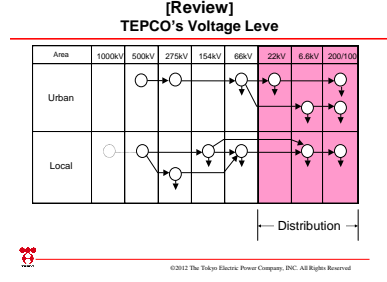 [Review]
TEPCO's Voltage Leve
Area 1000kV 500kV 275kV 154kV 66kV 22kV 6.6kV 200/100
Urban
Local
Distribution
TEPCO
©2012 The Tokyo Electric Power Company, INC. All Rights Reserved